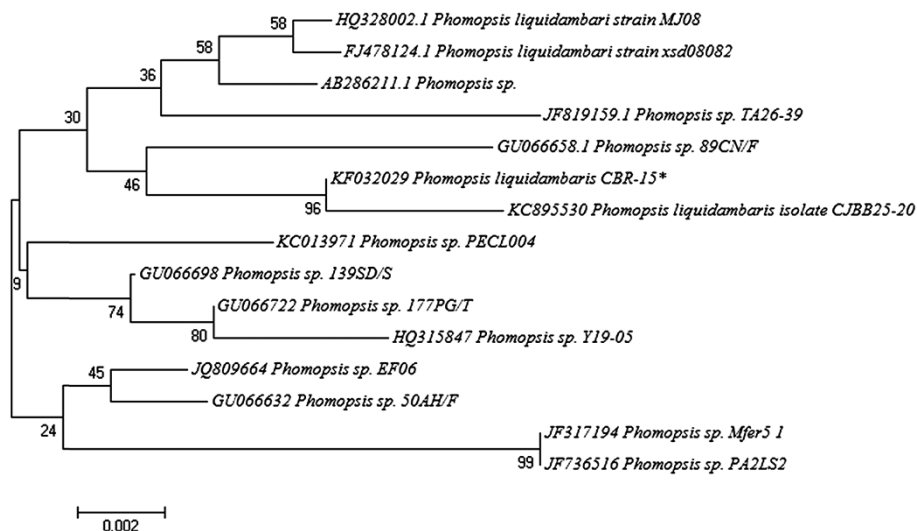 58 HQ328002.1 Phomopsis liquidambari strain MJ08
58 FJ478124.1 Phomopsis liquidambari strain xsd08082
36 AB286211.1 Phomopsis sp.
30 JF819159.1 Phomopsis sp. TA26-39
GU066658.1 Phomopsis sp. 89CN/F
46 KF032029 Phomopsis liquidambaris CBR-15*
96 KC895530 Phomopsis liquidambaris isolate CJBB25-20
KC013971 Phomopsis sp. PECL004
9 GU066698 Phomopsis sp. 139SD/S
74 GU066722 Phomopsis sp. 177PG/T
80 HQ315847 Phomopsis sp. Y19-05
45 JQ809664 Phomopsis sp. EF06
GU066632 Phomopsis sp. 50AH/F
24 JF317194 Phomopsis sp. Mfer5 1
99 JF736516 Phomopsis sp. PA2LS2
0.002